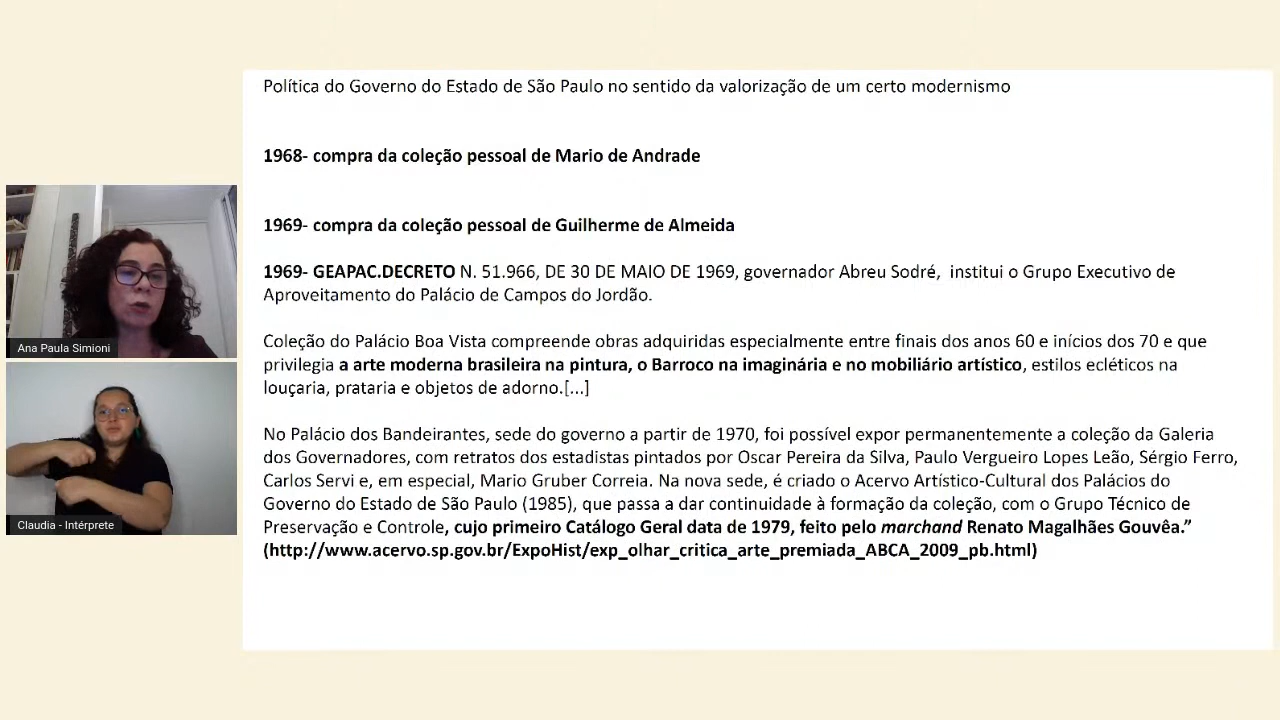 Política do Governo do Estado de São Paulo no sentido da valorização de um certo modernismo
1968- compra da coleção pessoal de Mario de Andrade
1969- compra da coleção pessoal de Guilherme de Almeida
1969- GEAPAC.DECRETO N. 51.966, DE 30 DE MAIO DE 1969, governador Abreu Sodré,  institui o Grupo Executivo de
Aproveitamento do Palácio de Campos do Jordão.
Coleção do Palácio Boa Vista compreende obras adquiridas especialmente entre finais dos anos 60 e inícios dos 70 e que
privilegia a arte moderna brasileira na pintura, o Barroco na imaginária e no mobiliário artístico, estilos ecléticos na
louçaria, prataria e objetos de adorno.[...]
No Palácio dos Bandeirantes, sede do governo a partir de 1970, foi possível expor permanentemente a coleção da Galeria
dos Governadores, com retratos dos estadistas pintados por Oscar Pereira da Silva, Paulo Vergueiro Lopes Leão, Sérgio Ferro,
Carlos Servi e, em especial, Mario Gruber Correia. Na nova sede, é criado o Acervo Artístico-Cultural dos Palácios do
Governo do Estado de São Paulo (1985), que passa a dar continuidade à formação da coleção, com o Grupo Técnico de
Preservação e Controle, cujo primeiro Catálogo Geral data de 1979, feito pelo marchand Renato Magalhães Gouvêa.”
(http://www.acervo.sp.gov.br/ExpoHist/exp_olhar_critica_arte_premiada_ABCA_2009_pb.html)
Ana Paula Simioni
Claudia - Intérprete